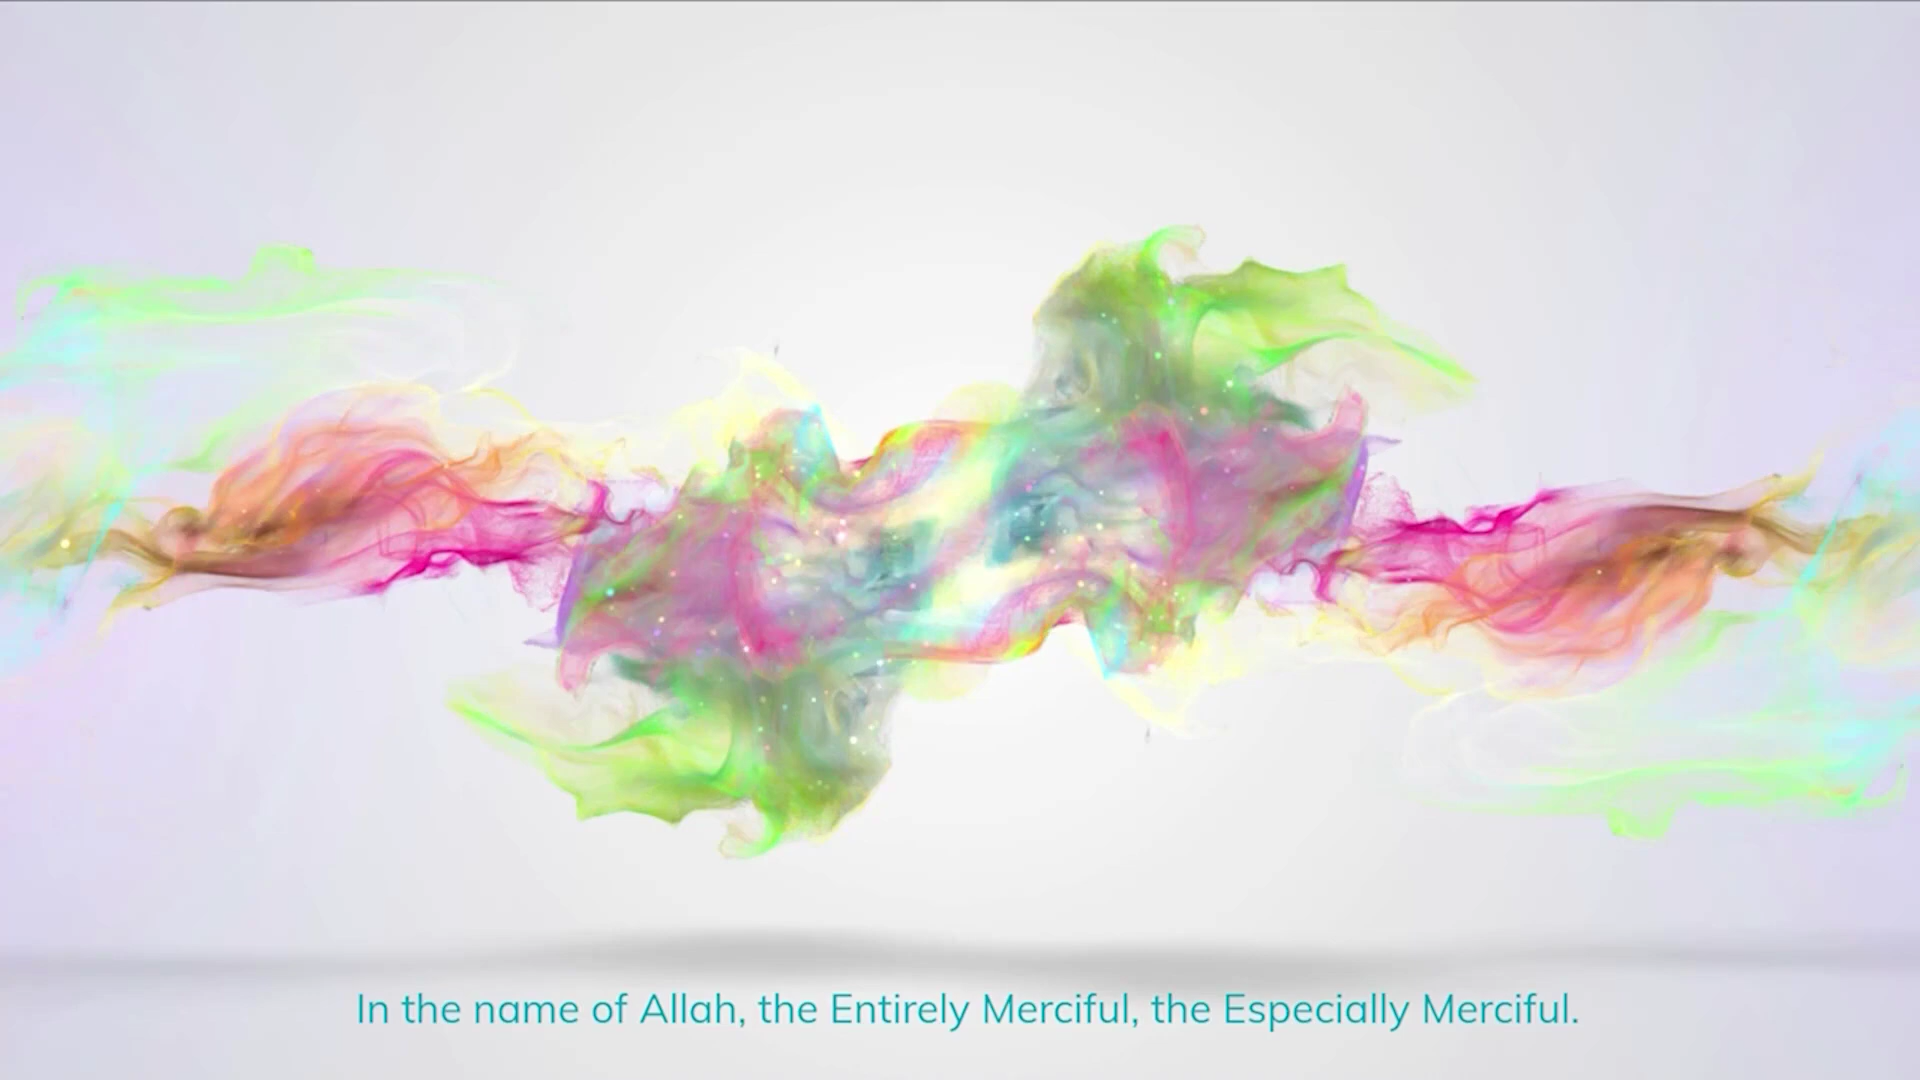 In the name of Allah, the Entirely Merciful, the Especially Merciful.